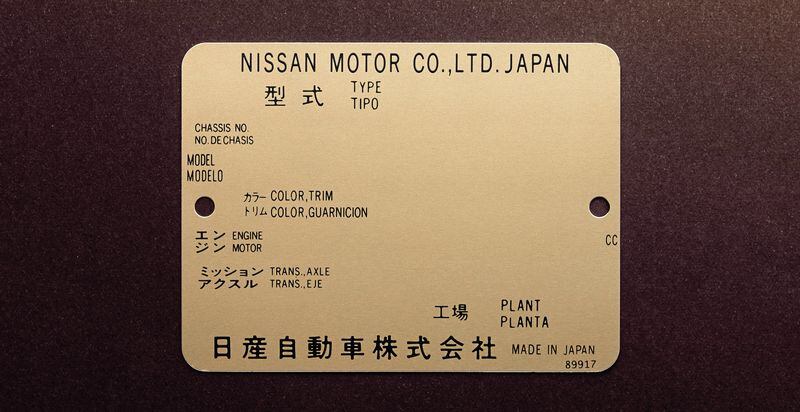 NISSAN MOTOR CO.,LTD. JAPAN
型式 TYPE
TIPO
CHASSIS NO.
NO. DE CHASIS
MODEL
MODELO
カラー COLOR,TRIM
トリム COLOR,GUARNICION
エン ENGINE
ジン MOTOR
CC
ミッション TRANS.,AXLE
アクスル TRANS.,EJE
工場 PLANT
PLANTA
日産自動車株式会社 MADE IN JAPAN
89917